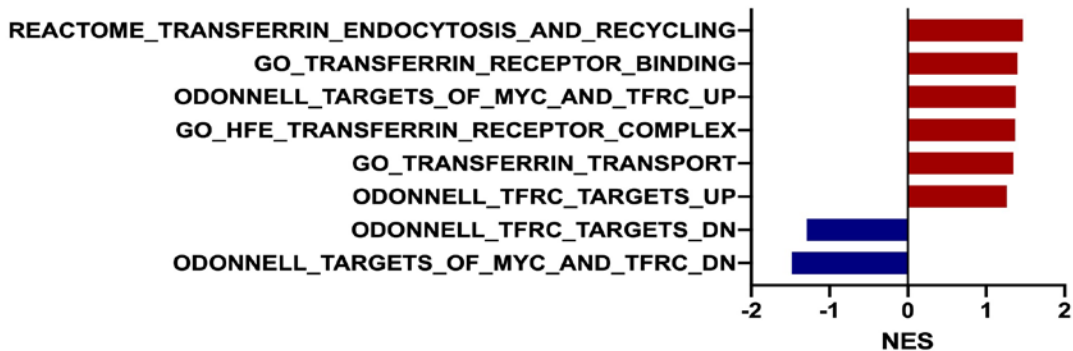 REACTOME_TRANSFERRIN_ENDOCYTOSIS_AND_RECYCLING
GO_TRANSFERRIN_RECEPTOR_BINDING
ODONNELL_TARGETS_OF_MYC_AND_TFRC_UP
GO_HFE_TRANSFERRIN_RECEPTOR_COMPLEX
GO_TRANSFERRIN_TRANSPORT
ODONNELL_TFRC_TARGETS_UP
ODONNELL_TFRC_TARGETS_DN
ODONNELL_TARGETS_OF_MYC_AND_TFRC_DN
-2 -1 0 1 2
NES